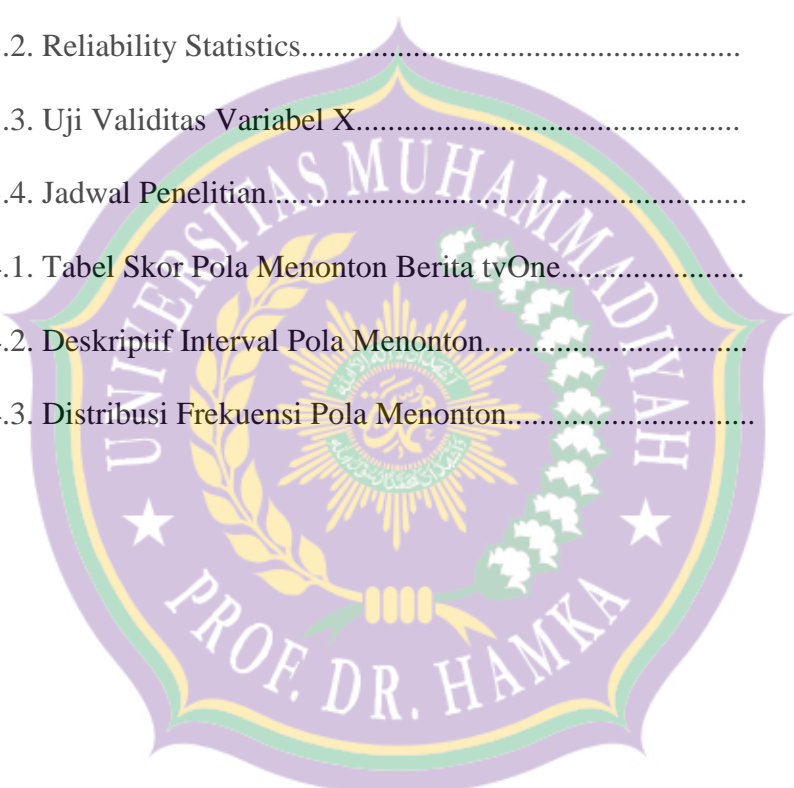 .2. Reliability Statistics.......................................................
.3. Uji Validitas Variabel X................................................
.4. Jadwal Penelitian...........................................................
.1. Tabel Skor Pola Menonton Berita tvOne.......................
.2. Deskriptif Interval Pola Menonton.................................
.3. Distribusi Frekuensi Pola Menonton...............................
UNIVERSITAS MUHAMMADIYAH
PROF. DR. HAMKA